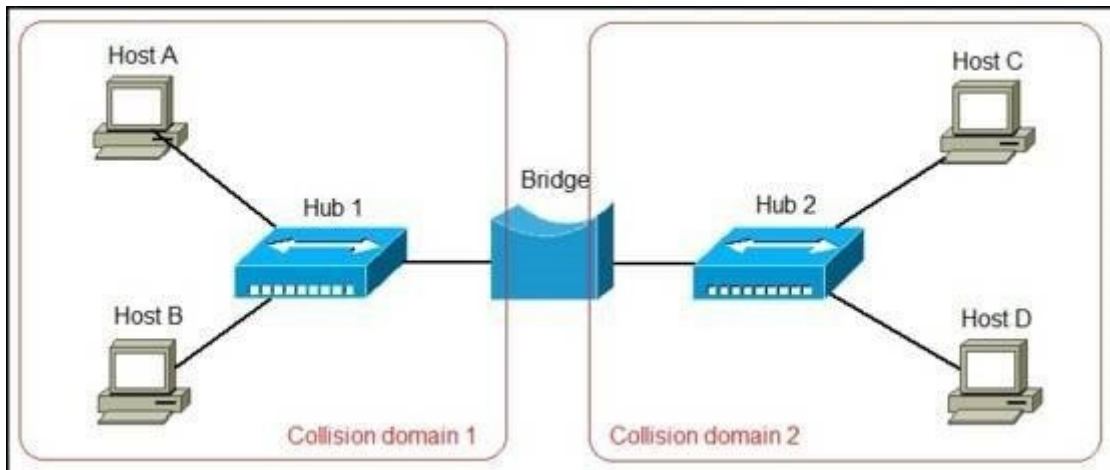 Host A
Host C
Bridge
Hub 1
Hub 2
Host B
Host D
Collision domain 1
Collision domain 2